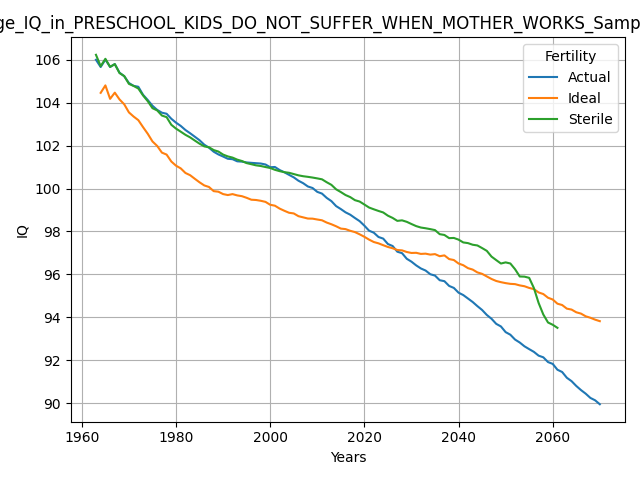 ge_IQ_in_PRESCHOOL_KIDS_DO_NOT_SUFFER_WHEN_MOTHER_WORKS_Samp
Fertility
Actual
Ideal
Sterile
IQ
106
104
102
100
98
96
94
92
90
1960 1980 2000 2020 2040 2060
Years